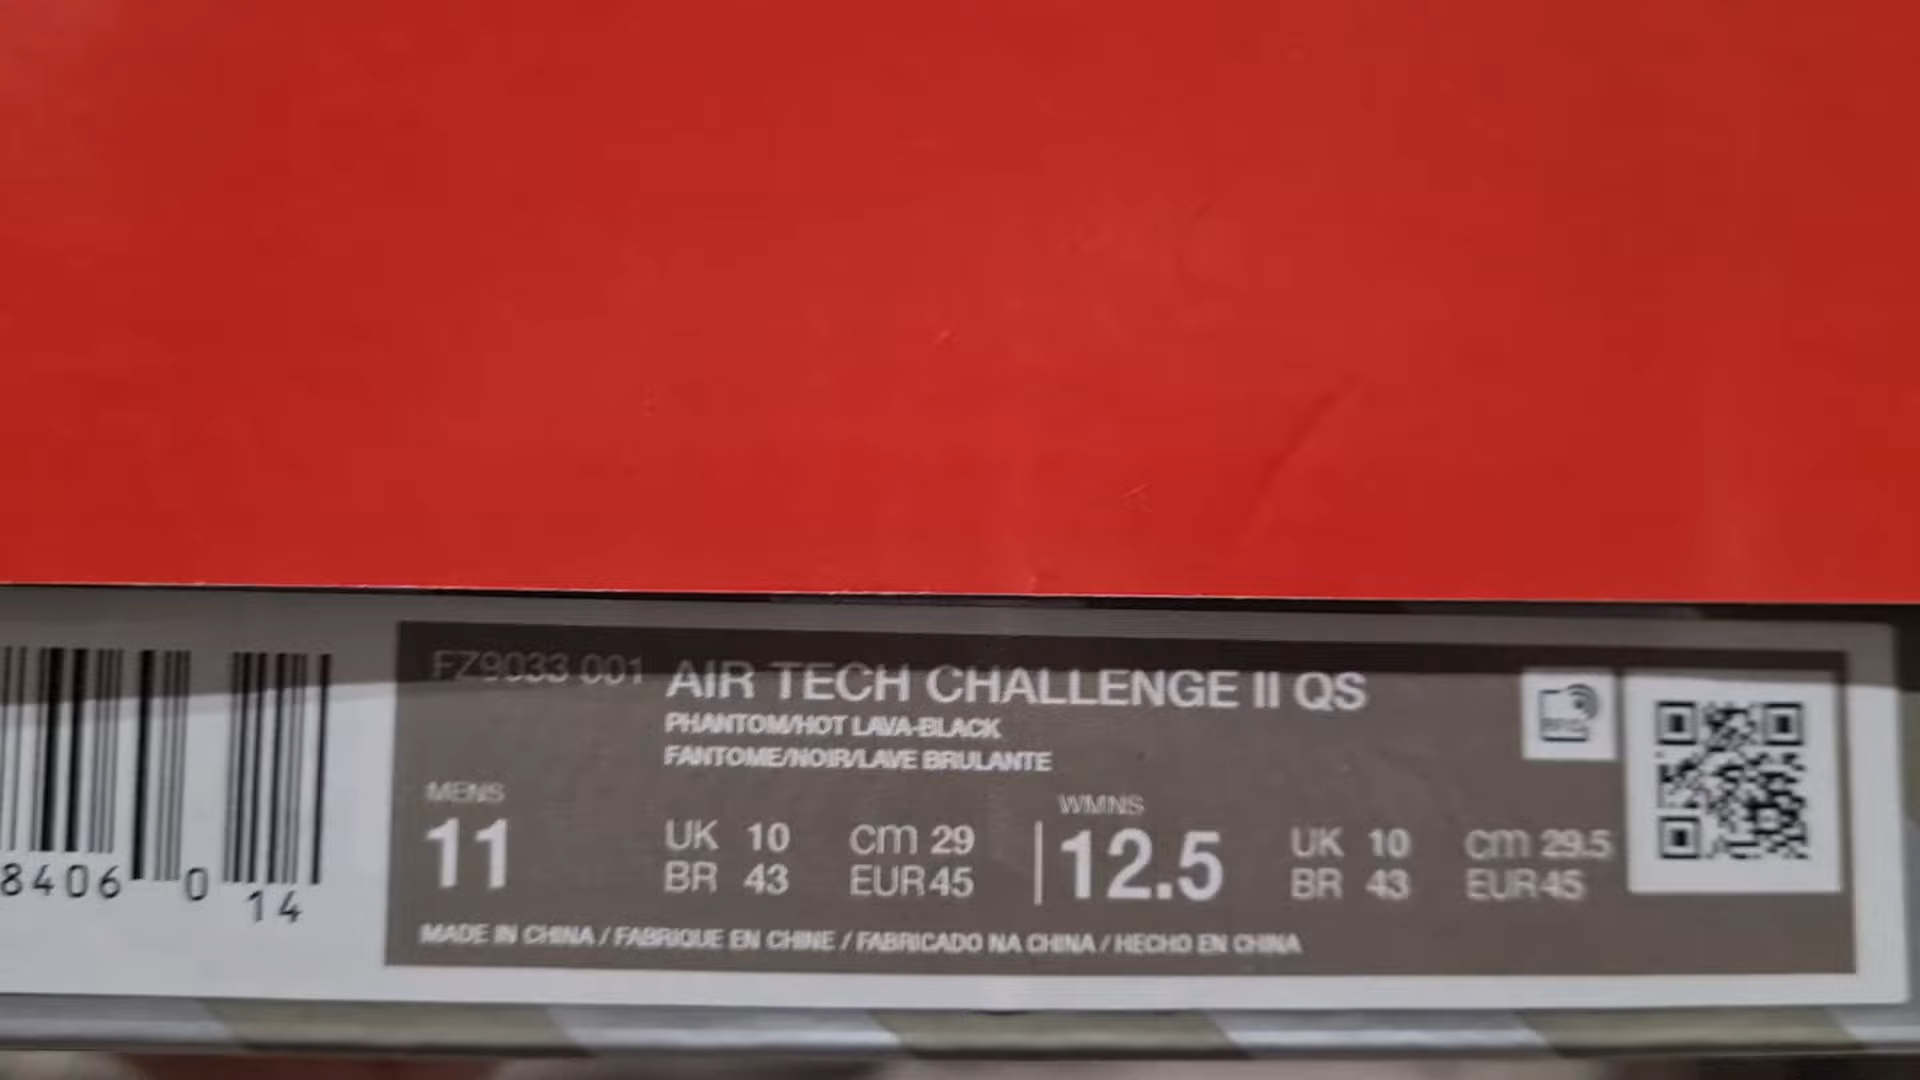 FZ9033 001 AIR TECH CHALLENGE II QS
PHANTOM/HOT LAVA-BLACK
FANTOME/NOIR/LAVE BRULANTE
MENS
11
UK 10 cm 29
BR 43 EUR 45
WMNS
12.5
UK 10 cm 29.5
BR 43 EUR 45
MADE IN CHINA / FABRIQUE EN CHINE / FABRICADO NA CHINA / HECHO EN CHINA
8406 0 14